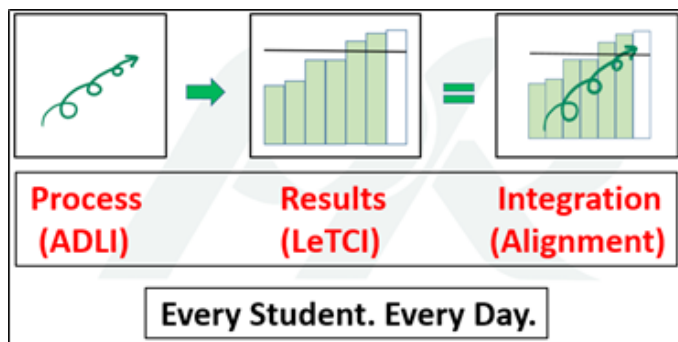 Process Results Integration
(ADLI) (LeTCI) (Alignment)
Every Student. Every Day.